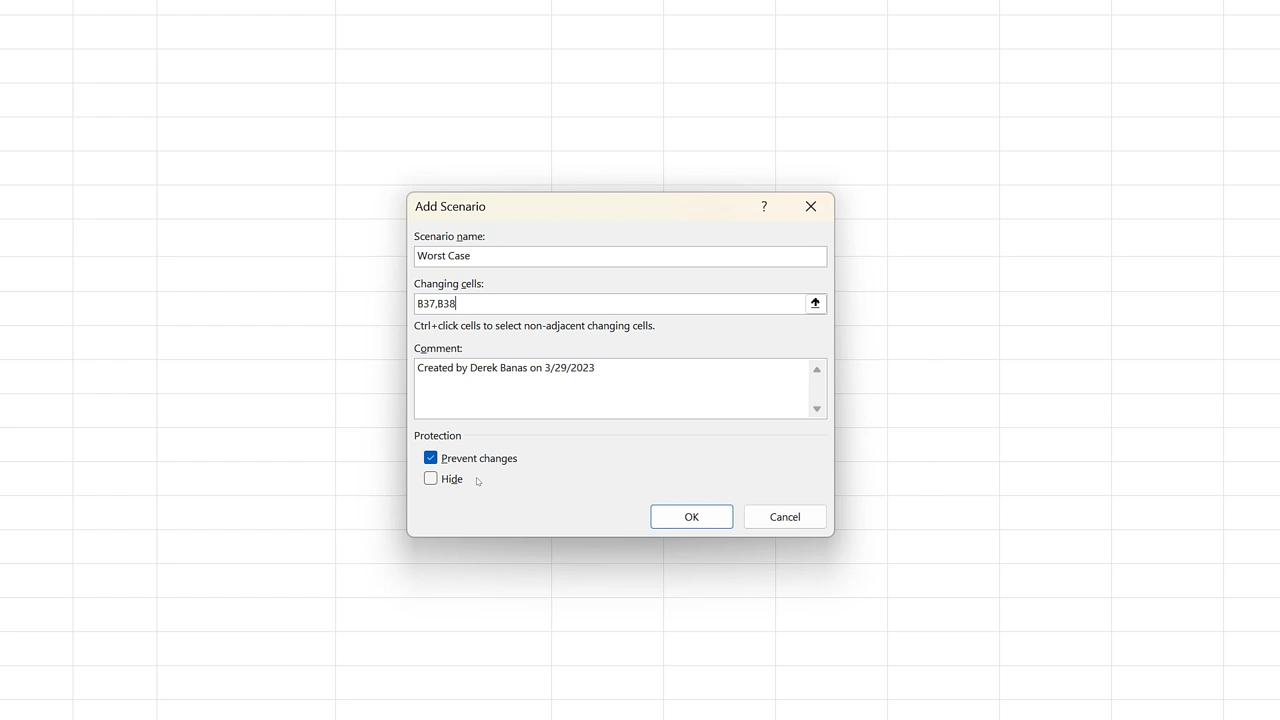 Add Scenario
?
Scenario name:
Worst Case
Changing cells:
B37,B38
Ctrl+click cells to select non-adjacent changing cells.
Comment:
Created by Derek Banas on 3/29/2023
Protection
Prevent changes
Hide
OK
Cancel